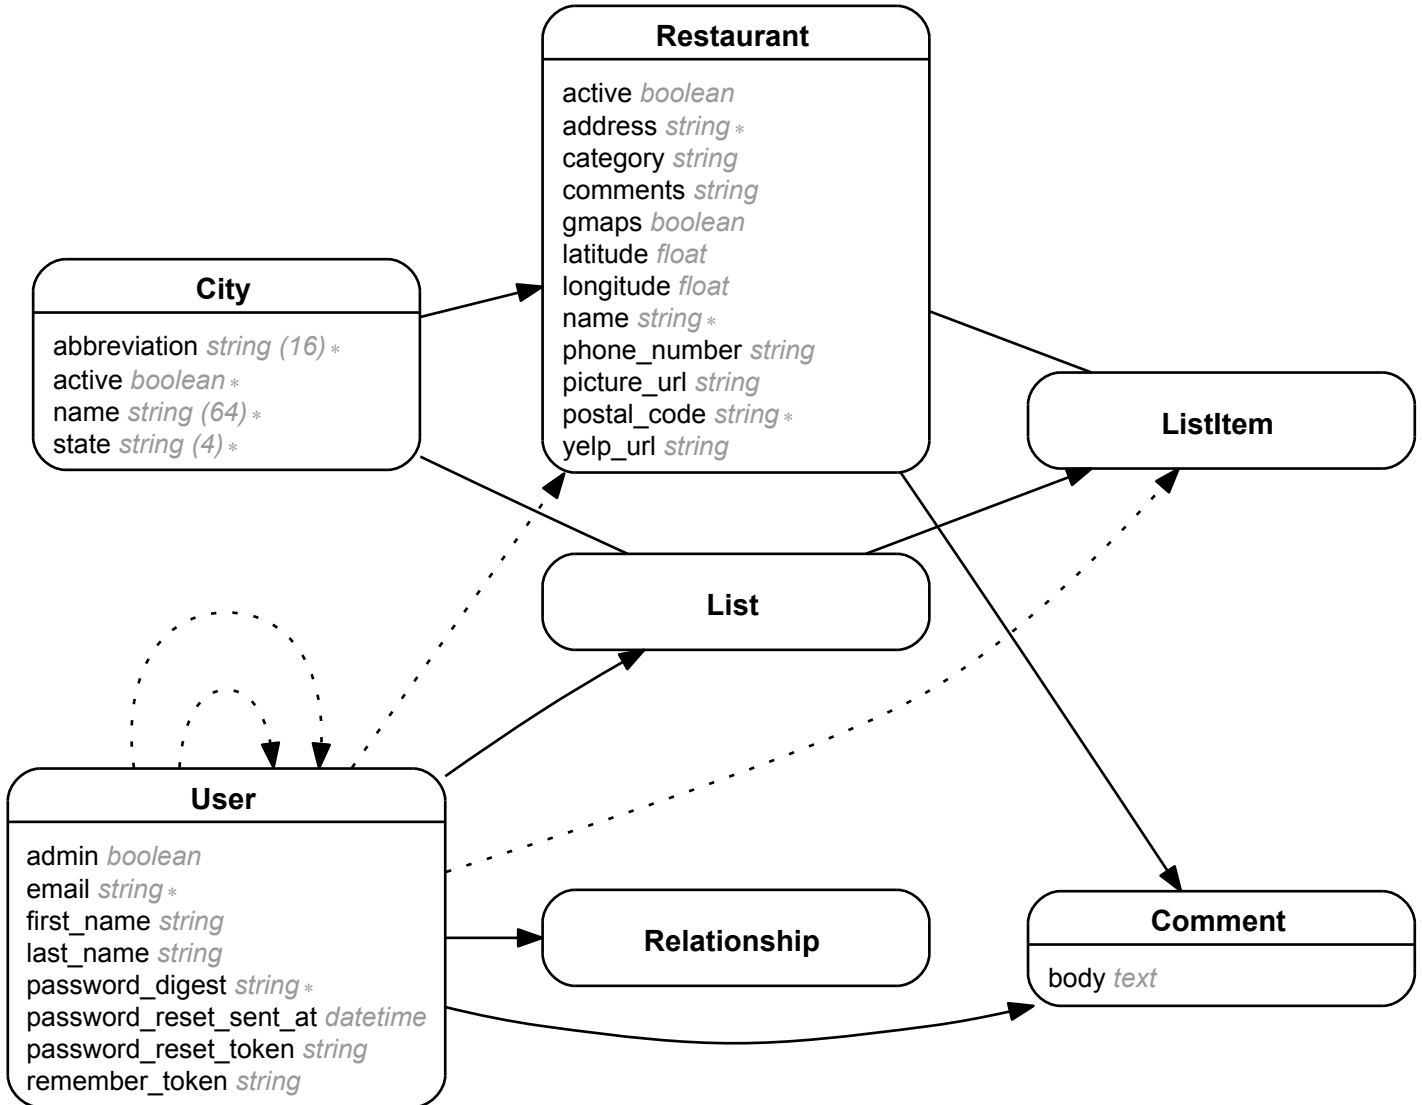 Restaurant
active boolean
address string *
category string
comments string
gmaps boolean
latitude float
longitude float
name string *
phone_number string
picture_url string
postal_code string *
yelp_url string
City
abbreviation string (16) *
active boolean *
name string (64) *
state string (4) *
ListItem
List
User
admin boolean
email string *
first_name string
last_name string
password_digest string *
password_reset_sent_at datetime
password_reset_token string
remember_token string
Relationship
Comment
body text